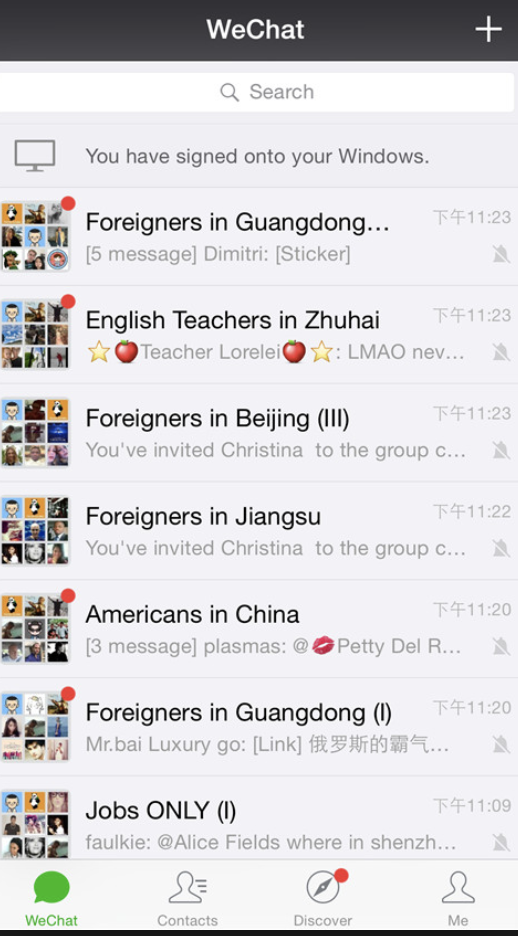 WeChat
Search
You have signed onto your Windows.
Foreigners in Guangdong… 下午11:23
[5 message] Dimitri: [Sticker]
English Teachers in Zhuhai 下午11:23
⭐🍎Teacher Lorelei🍎⭐: LMAO nev...
Foreigners in Beijing (III) 下午11:23
You've invited Christina to the group c...
Foreigners in Jiangsu 下午11:22
You've invited Christina to the group c...
Americans in China 下午11:20
[3 message] plasmas: @💋Petty Del R...
Foreigners in Guangdong (I) 下午11:20
Mr.bai Luxury go: [Link] 俄罗斯的霸气...
Jobs ONLY (I) 下午11:09
faulkie: @Alice Fields where in shenzh...
WeChat Contacts Discover Me